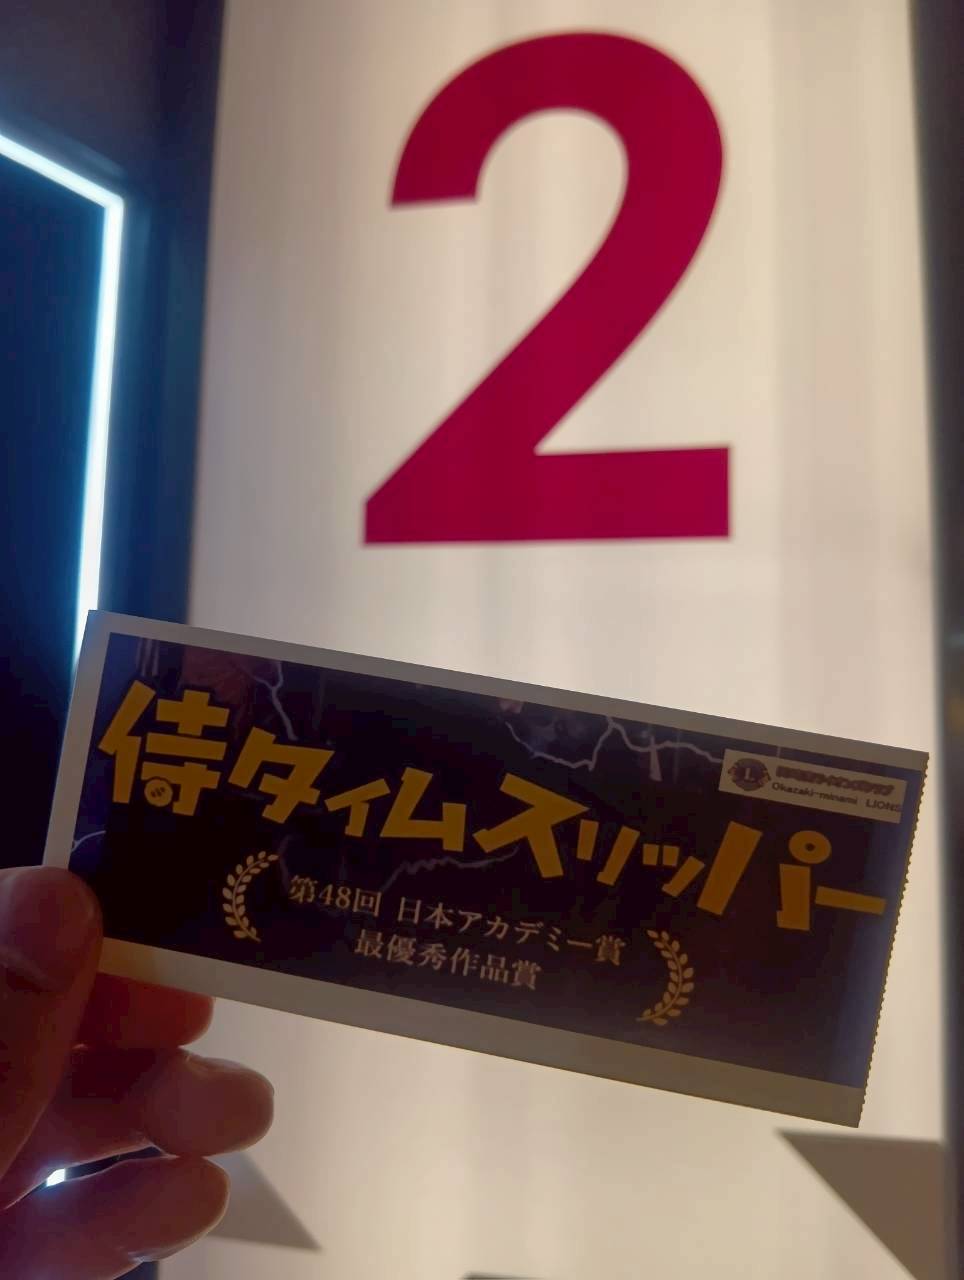 2
侍タイムスリッパー
Okazaki-minami LIONS
第48回 日本アカデミー賞
最優秀作品賞